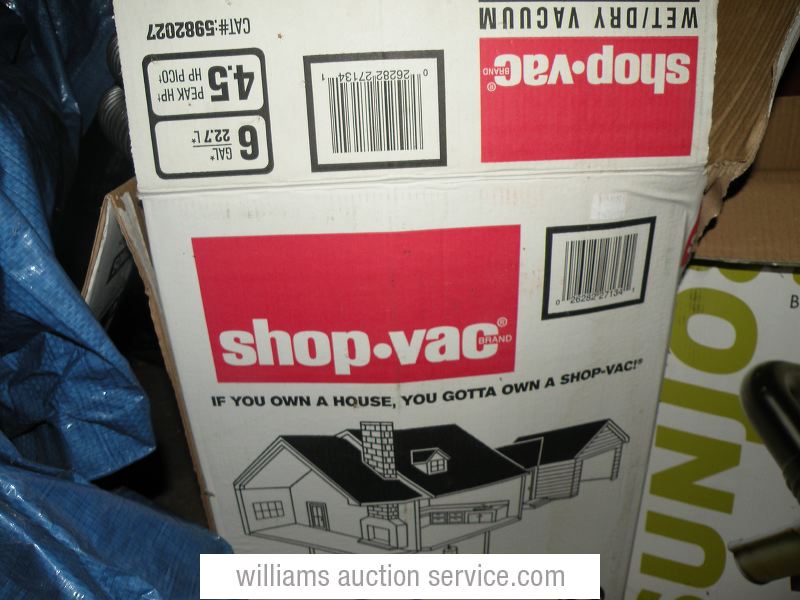 CAT#:5982027
4.5 PEAK HP†
HP PICO†
6 GAL*
22.7 L*
0 26282 27134 1
WET/DRY VACUUM
shop•vac®
BRAND
shop•vac®
BRAND
0 26282 27134 1
IF YOU OWN A HOUSE, YOU GOTTA OWN A SHOP-VAC!®
SUNJO
B
williams auction service.com